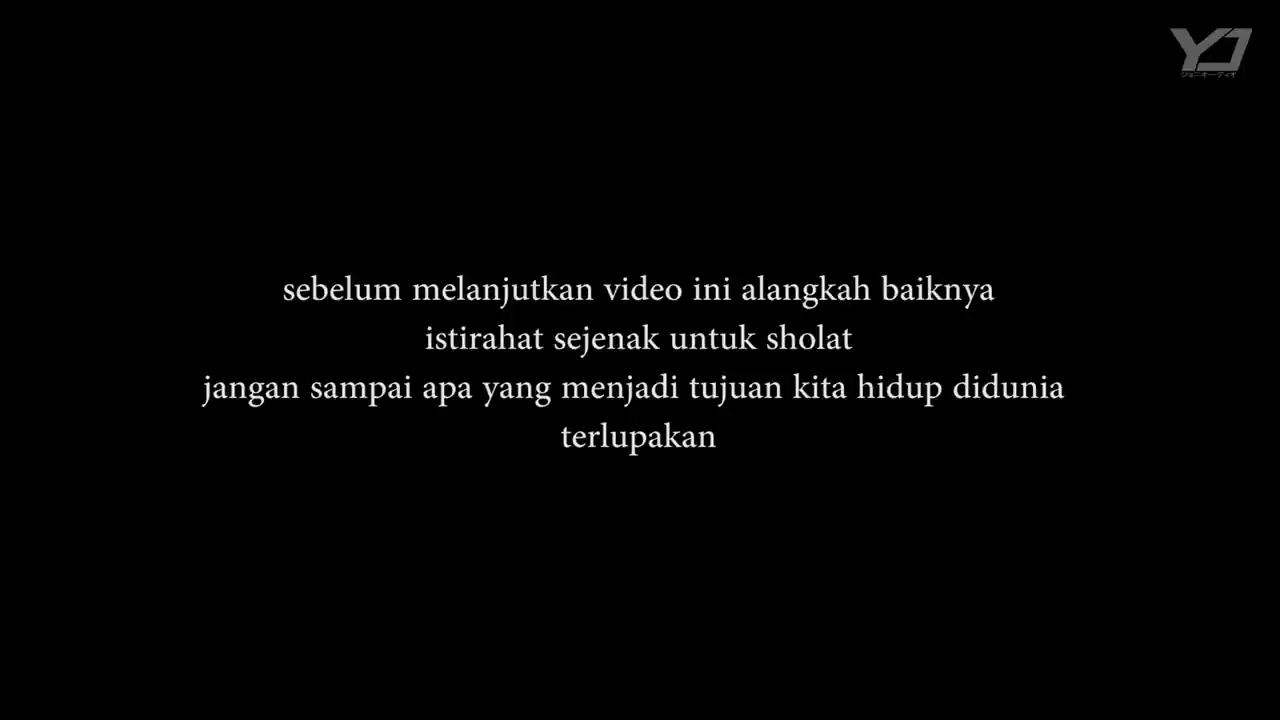 YJ
sebelum melanjutkan video ini alangkah baiknya
istirahat sejenak untuk sholat
jangan sampai apa yang menjadi tujuan kita hidup didunia
terlupakan